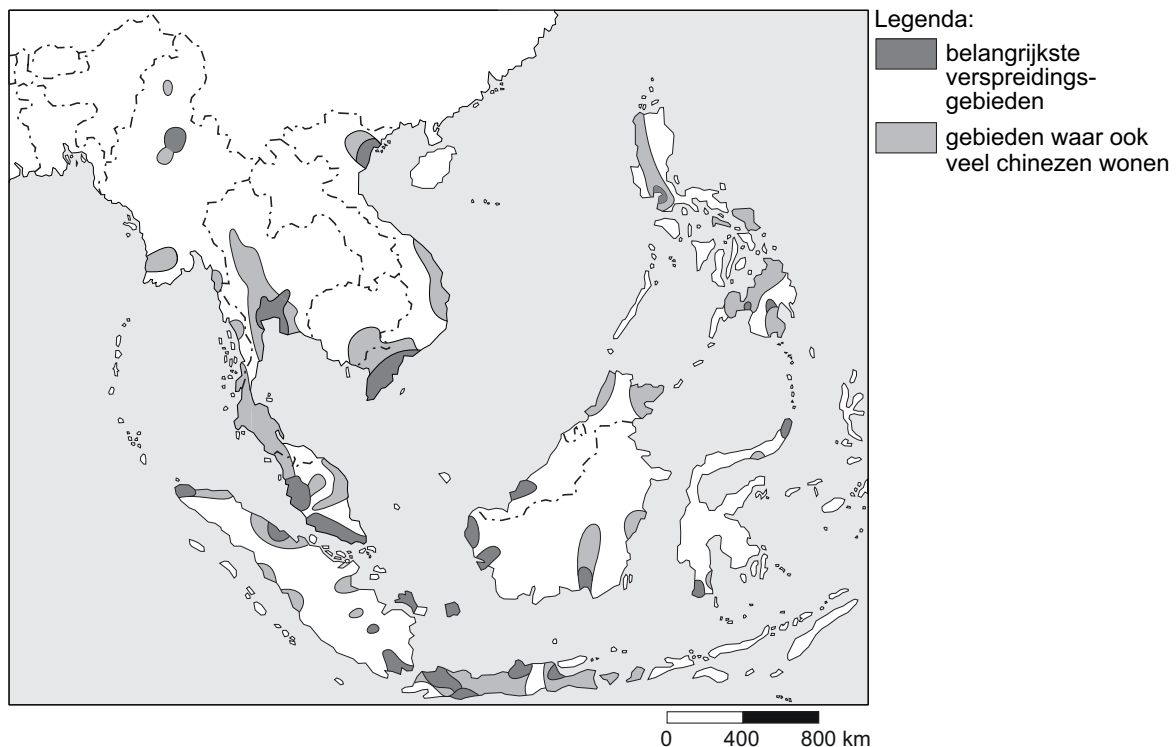 Legenda:
belangrijkste
verspreidings-
gebieden
gebieden waar ook
veel chinezen wonen
0 400 800 km